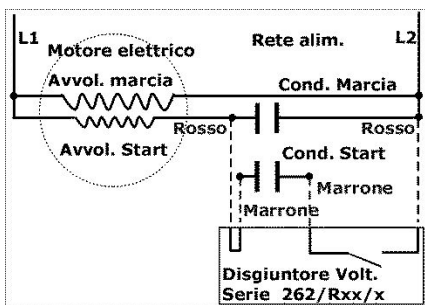 L1
Rete alim.
L2
Motore elettrico
Avvol. marcia
Cond. Marcia
Rosso
Rosso
Avvol. Start
Cond. Start
Marrone
Marrone
Disgiuntore Volt.
Serie 262/Rxx/x